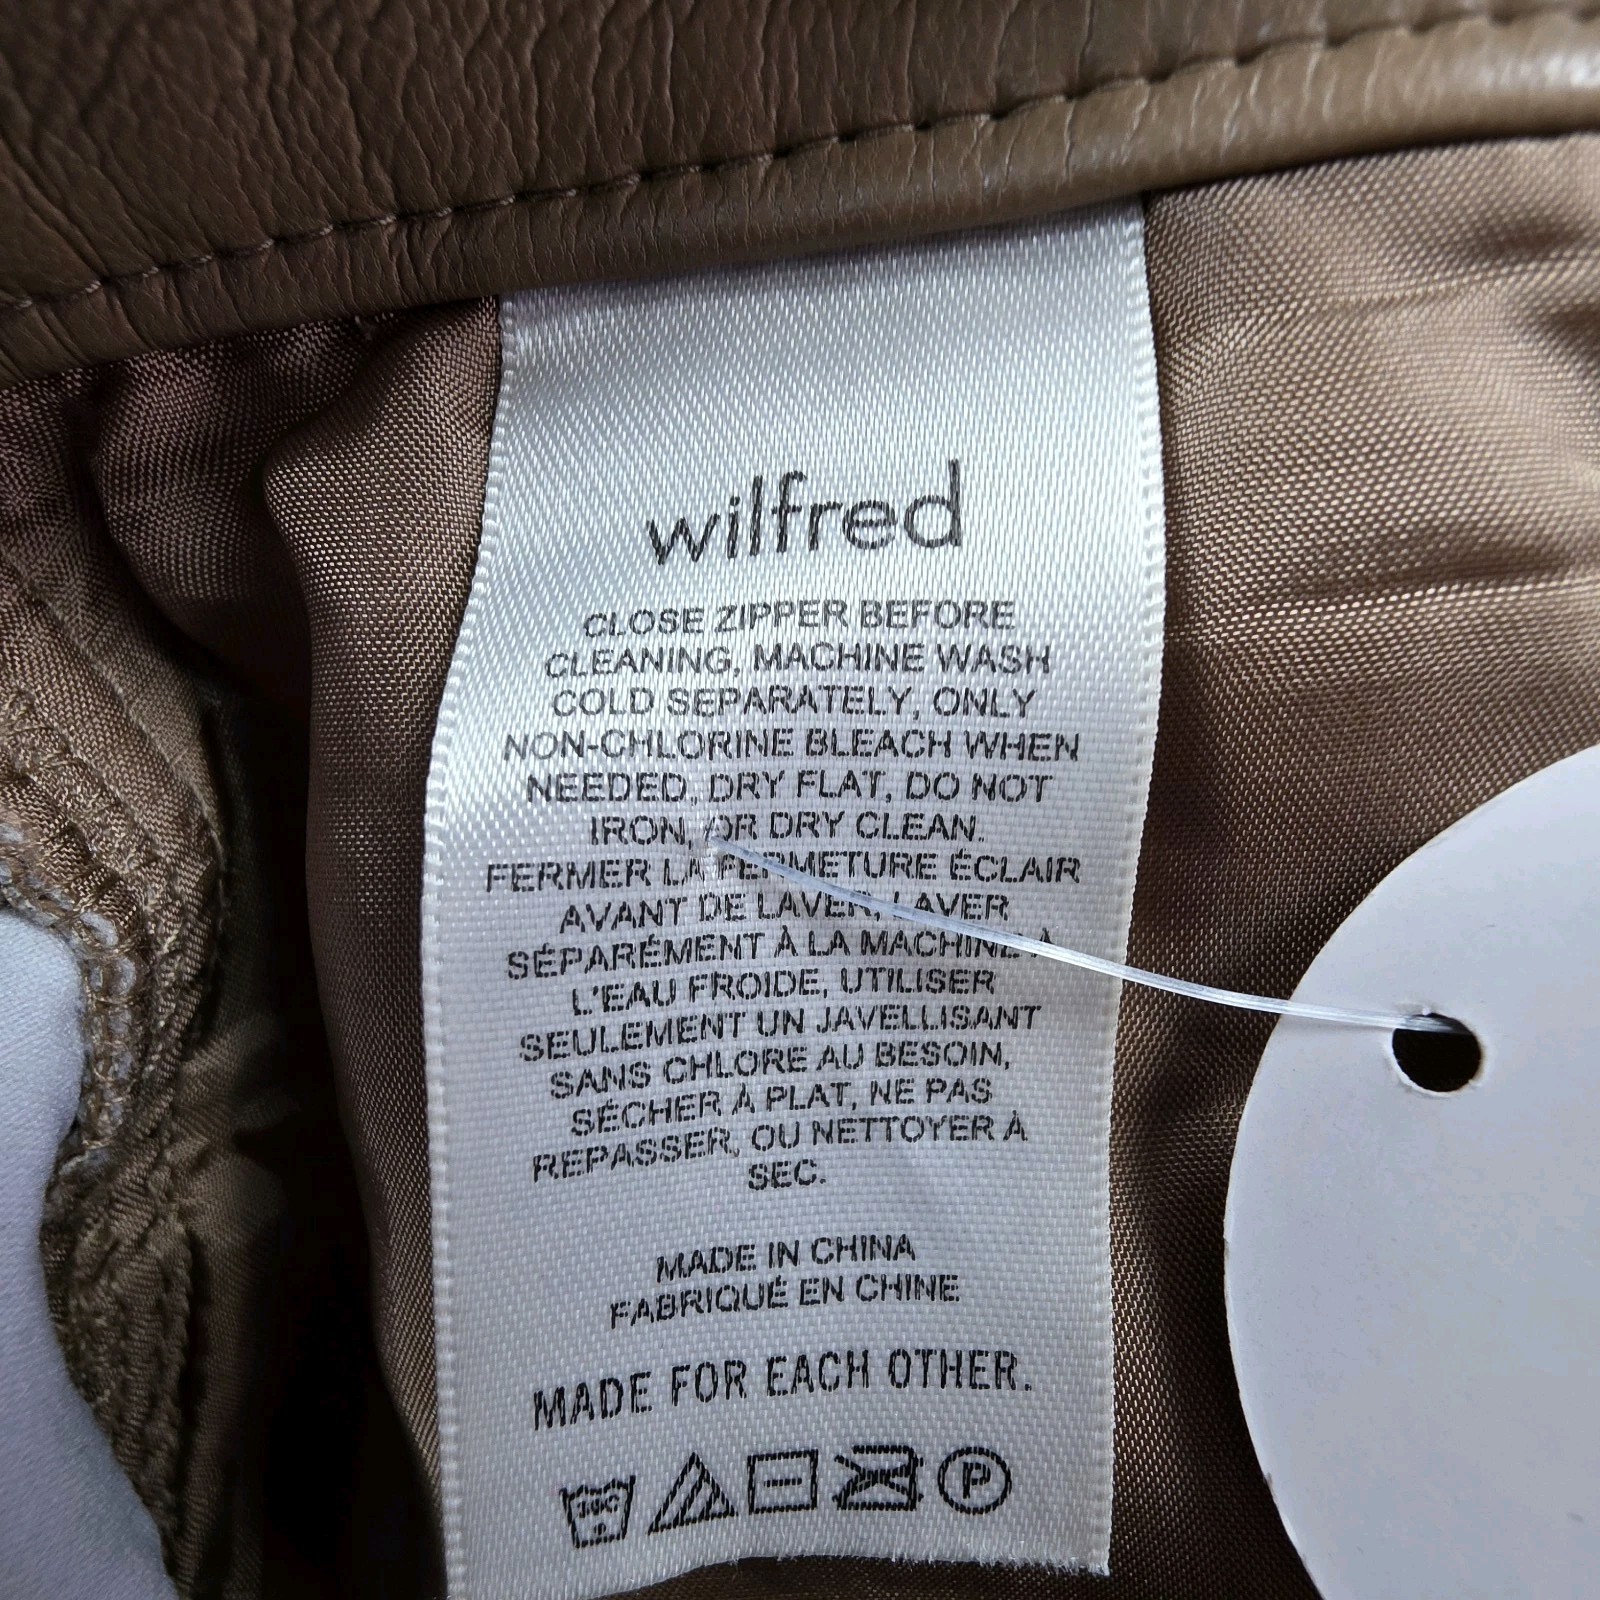 wilfred
CLOSE ZIPPER BEFORE
CLEANING, MACHINE WASH
COLD SEPARATELY, ONLY
NON-CHLORINE BLEACH WHEN
NEEDED, DRY FLAT, DO NOT
IRON, OR DRY CLEAN.
FERMER LA FERMETURE ÉCLAIR
AVANT DE LAVER, LAVER
SÉPARÉMENT À LA MACHINE À
L'EAU FROIDE, UTILISER
SEULEMENT UN JAVELLISANT
SANS CHLORE AU BESOIN,
SÉCHER À PLAT, NE PAS
REPASSER, OU NETTOYER À
SEC.
MADE IN CHINA
FABRIQUÉ EN CHINE
MADE FOR EACH OTHER.
P